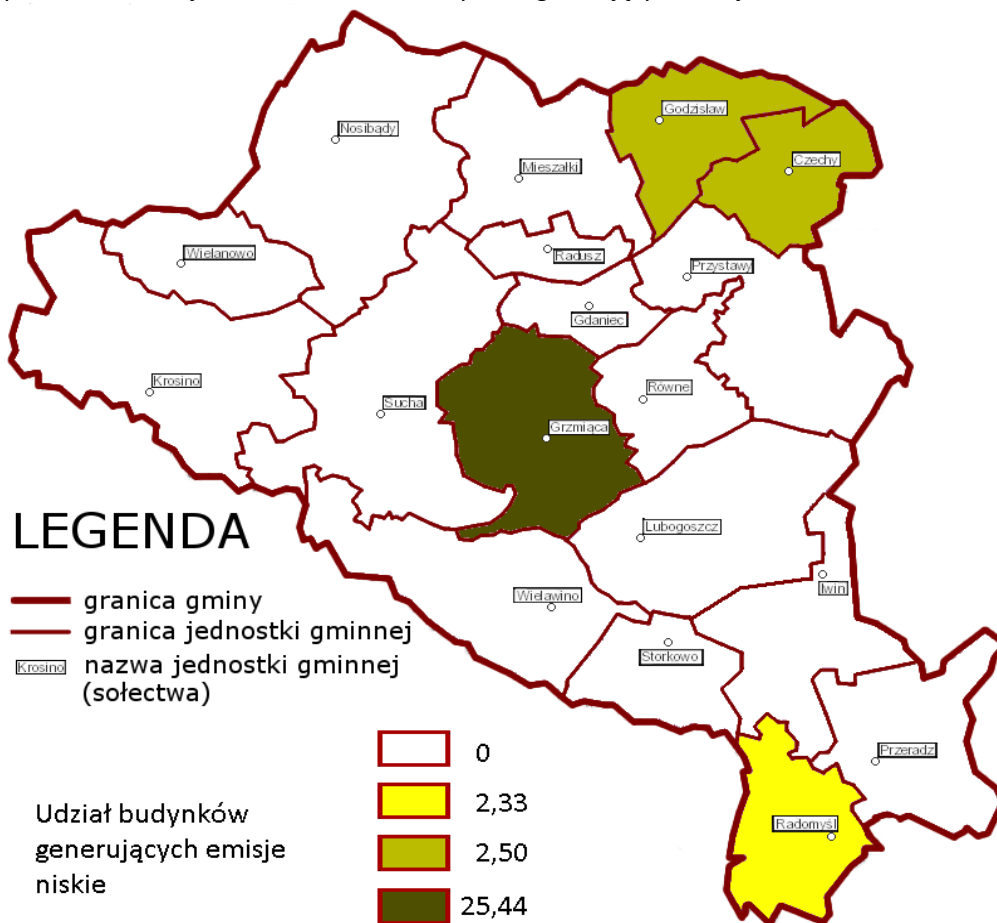 Godzisław
Nosibądy
Czechy
Mieszałki
Wielanowo
Radusz
Przystawy
Gdaniec
Krosino
Równe
Sucha
Grzmiąca
LEGENDA
Lubogoszcz
granica gminy
Iwin
Wielawino
granica jednostki gminnej
Storkowo
Krosino
nazwa jednostki gminnej
(sołectwa)
Przeradz
0
2,33
Radomyśl
Udział budynków
generujących emisje
niskie
2,50
25,44